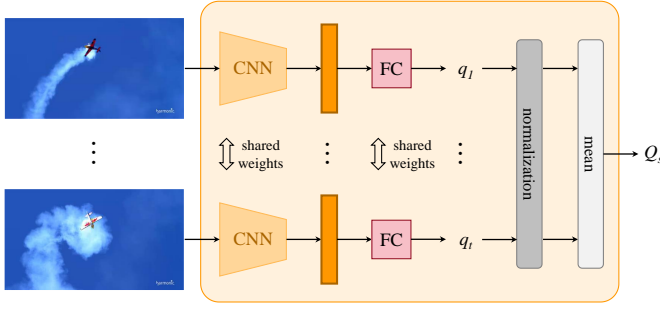 CNN
FC
q1
normalization
mean
shared
weights
shared
weights
CNN
FC
qt